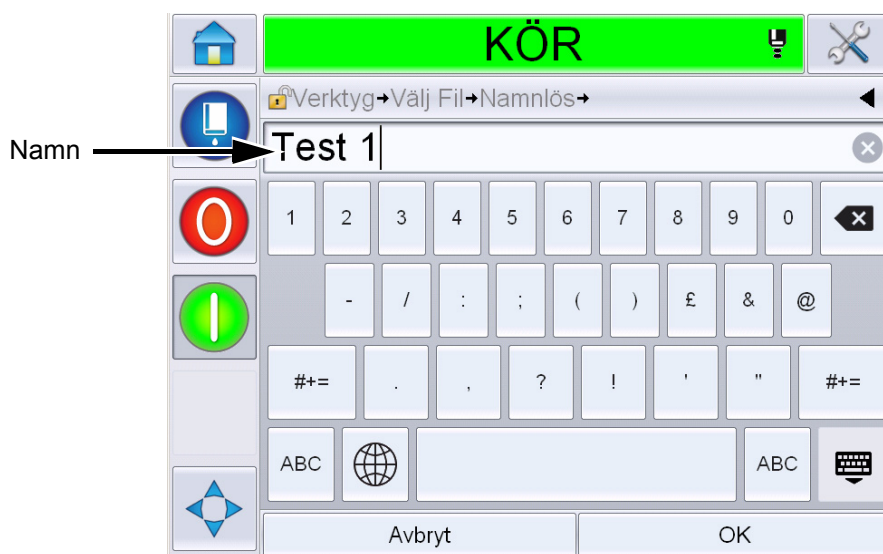 KÖR
Verktyg→Välj Fil→Namnlös→
Namn
Test 1
1 2 3 4 5 6 7 8 9 0
- / : ; ( ) £ & @
#+= . , ? ! ' " #+=
ABC ABC
Avbryt OK